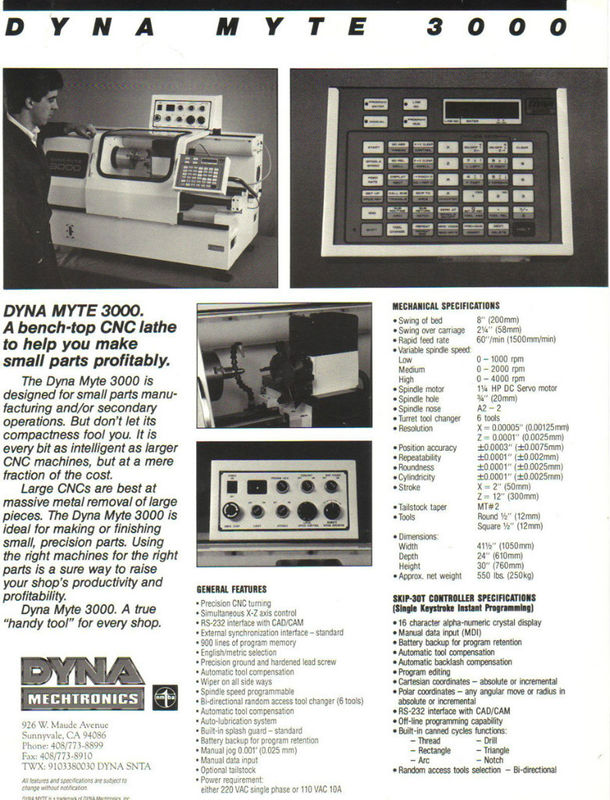 DYNA MYTE 3000
DYNA MYTE 3000.
A bench-top CNC lathe
to help you make
small parts profitably.
The Dyna Myte 3000 is
designed for small parts manu-
facturing and/or secondary
operations. But don't let its
compactness fool you. It is
every bit as intelligent as larger
CNC machines, but at a mere
fraction of the cost.
Large CNCs are best at
massive metal removal of large
pieces. The Dyna Myte 3000 is
ideal for making or finishing
small, precision parts. Using
the right machines for the right
parts is a sure way to raise
your shop's productivity and
profitability.
Dyna Myte 3000. A true
“handy tool” for every shop.
DYNA
MECHTRONICS
926 W. Maude Avenue
Sunnyvale, CA 94086
Phone: 408/773-8899
Fax: 408/773-8910
TWX: 9103380030 DYNA SNTA
All features and specifications are subject to
change without notification.
DYNA MYTE is a trademark of DYNA Mechtronics, Inc.
GENERAL FEATURES
• Precision CNC turning
• Simultaneous X-Z axis control
• RS-232 interface with CAD/CAM
• External synchronization interface – standard
• 900 lines of program memory
• English/metric selection
• Precision ground and hardened lead screw
• Automatic tool compensation
• Wiper on all side ways
• Spindle speed programmable
• Bi-directional random access tool changer (6 tools)
• Automatic tool compensation
• Auto-lubrication system
• Built-in splash guard – standard
• Battery backup for program retention
• Manual jog 0.001" (0.025 mm)
• Manual data input
• Optional tailstock
• Power requirement:
either 220 VAC single phase or 110 VAC 10A
MECHANICAL SPECIFICATIONS
• Swing of bed 8" (200mm)
• Swing over carriage 2¼" (58mm)
• Rapid feed rate 60"/min (1500mm/min)
• Variable spindle speed:
Low 0 – 1000 rpm
Medium 0 – 2000 rpm
High 0 – 4000 rpm
• Spindle motor 1¼ HP DC Servo motor
• Spindle hole ¾" (20mm)
• Spindle nose A2 – 2
• Turret tool changer 6 tools
• Resolution X = 0.00005" (0.00125mm)
Z = 0.0001" (0.0025mm)
• Position accuracy ±0.0003" (±0.0075mm)
• Repeatability ±0.0001" (±0.002mm)
• Roundness ±0.0001" (±0.0025mm)
• Cylindricity ±0.0001" (±0.0025mm)
• Stroke X = 2" (50mm)
Z = 12" (300mm)
• Tailstock taper MT#2
• Tools Round ½" (12mm)
Square ½" (12mm)
• Dimensions:
Width 41½" (1050mm)
Depth 24" (610mm)
Height 30" (760mm)
• Approx. net weight 550 lbs. (250kg)
SKIP-30T CONTROLLER SPECIFICATIONS
(Single Keystroke Instant Programming)
• 16 character alpha-numeric crystal display
• Manual data input (MDI)
• Battery backup for program retention
• Automatic tool compensation
• Automatic backlash compensation
• Program editing
• Cartesian coordinates – absolute or incremental
• Polar coordinates – any angular move or radius in
absolute or incremental
• RS-232 interface with CAD/CAM
• Off-line programming capability
• Built-in canned cycles functions:
– Thread – Drill
– Rectangle – Triangle
– Arc – Notch
• Random access tools selection – Bi-directional